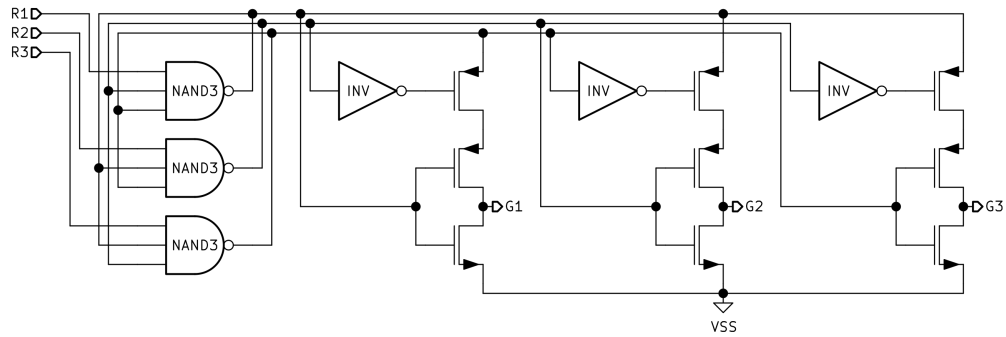 R1
R2
R3
NAND3
INV
INV
INV
NAND3
G1
G2
G3
NAND3
VSS